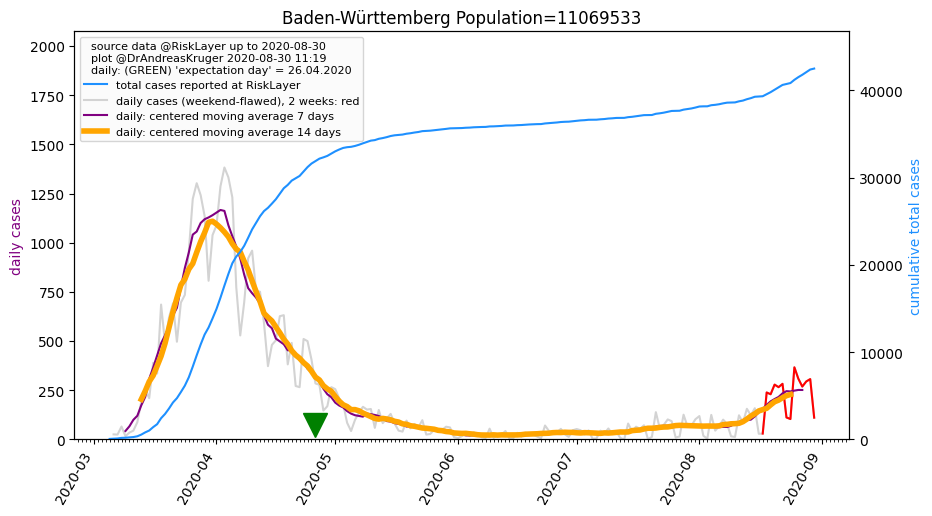 Baden-Württemberg Population=11069533
source data @RiskLayer up to 2020-08-30
plot @DrAndreasKruger 2020-08-30 11:19
daily: (GREEN) 'expectation day' = 26.04.2020
total cases reported at RiskLayer
daily cases (weekend-flawed), 2 weeks: red
daily: centered moving average 7 days
daily: centered moving average 14 days
daily cases
2000
1750
1500
1250
1000
750
500
250
0
40000
30000
20000
10000
0
cumulative total cases
2020-03
2020-04
2020-05
2020-06
2020-07
2020-08
2020-09